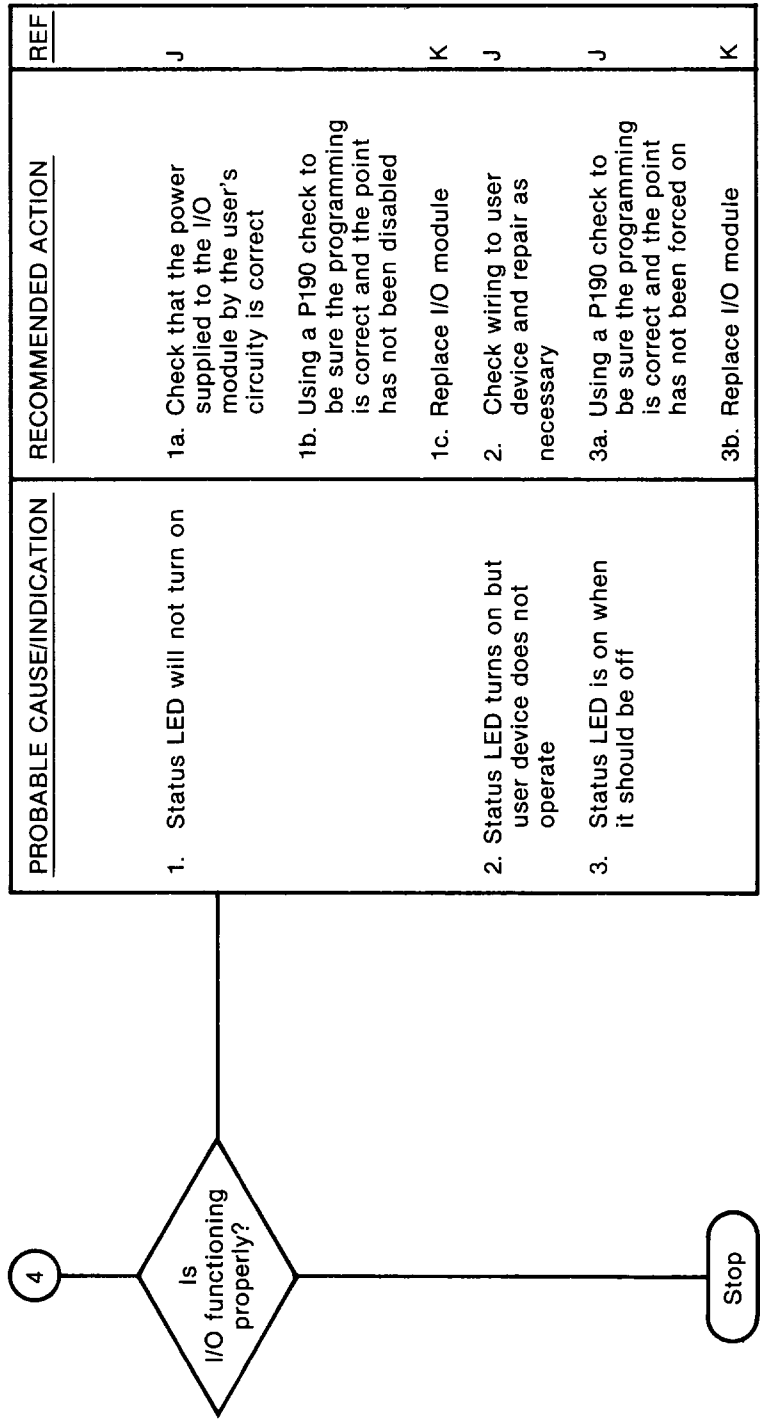 4
Is
I/O functioning
properly?
Stop
PROBABLE CAUSE/INDICATION
RECOMMENDED ACTION
REF
1. Status LED will not turn on
1a. Check that the power
supplied to the I/O
module by the user's
circuity is correct
J
1b. Using a P190 check to
be sure the programming
is correct and the point
has not been disabled
1c. Replace I/O module
K
2. Status LED turns on but
user device does not
operate
2. Check wiring to user
device and repair as
necessary
J
3. Status LED is on when
it should be off
3a. Using a P190 check to
be sure the programming
is correct and the point
has not been forced on
J
3b. Replace I/O module
K